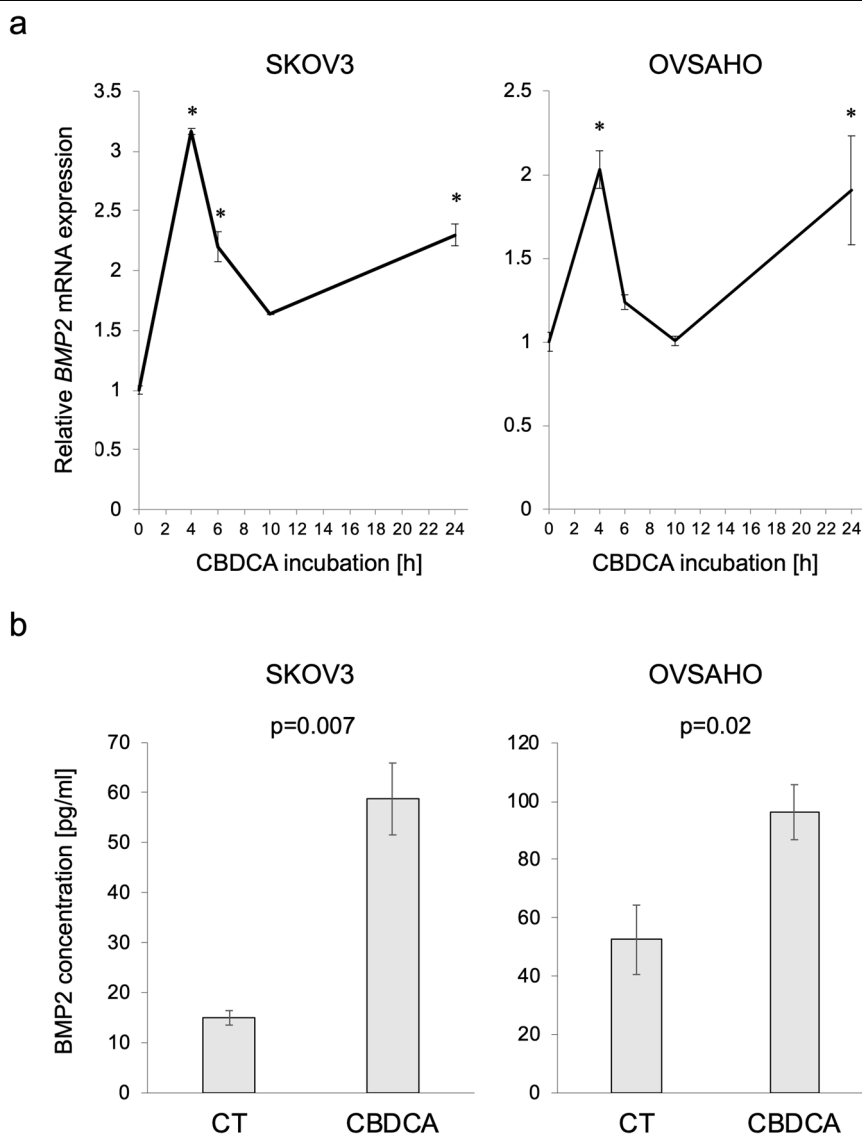 a
SKOV3 OVSAHO
Relative BMP2 mRNA expression
3.5
3
2.5
2
1.5
1
0.5
0
* * *
0 2 4 6 8 10 12 14 16 18 20 22 24
CBDCA incubation [h]
2.5
2
1.5
1
0.5
0
* *
0 2 4 6 8 10 12 14 16 18 20 22 24
CBDCA incubation [h]
b
SKOV3 OVSAHO
p=0.007 p=0.02
BMP2 concentration [pg/ml]
70
60
50
40
30
20
10
0
CT CBDCA
120
100
80
60
40
20
0
CT CBDCA